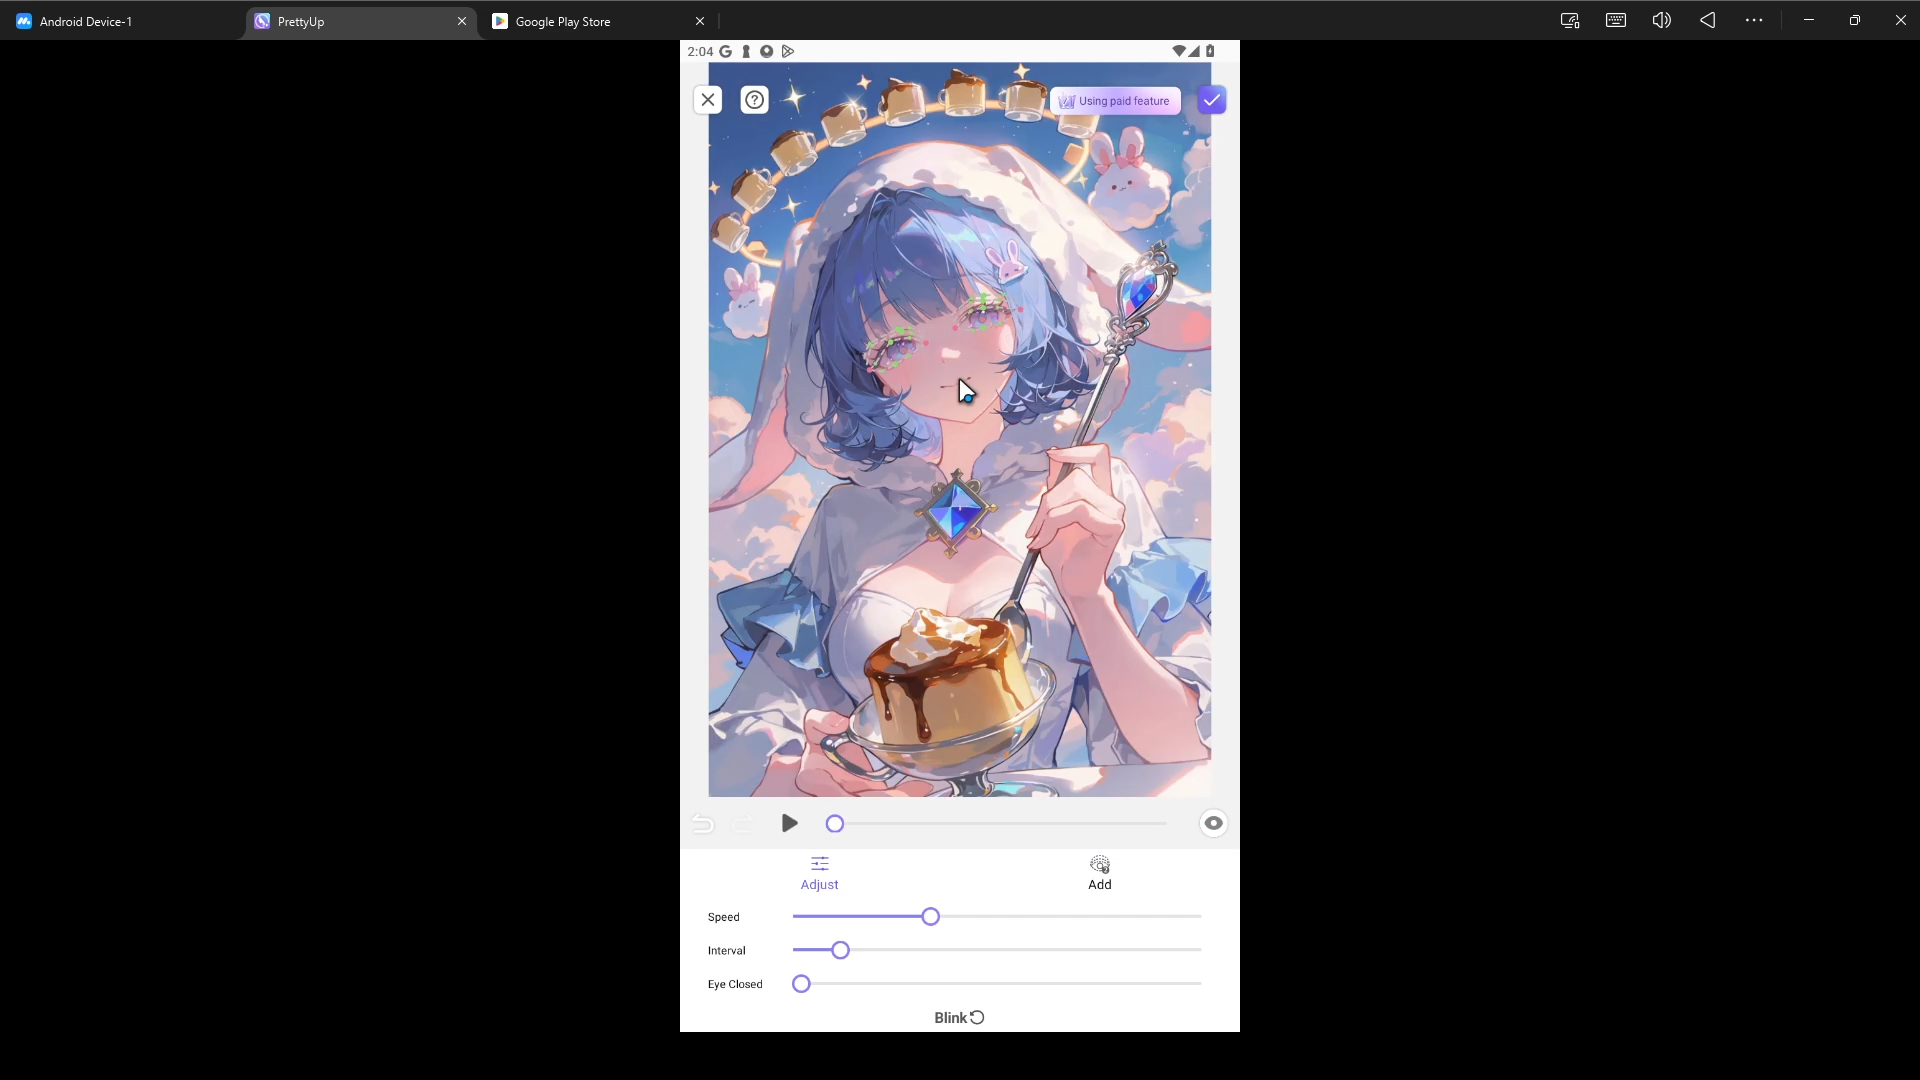 Android Device-1
PrettyUp
Google Play Store
2:04
Using paid feature
Adjust
Add
Speed
Interval
Eye Closed
Blink